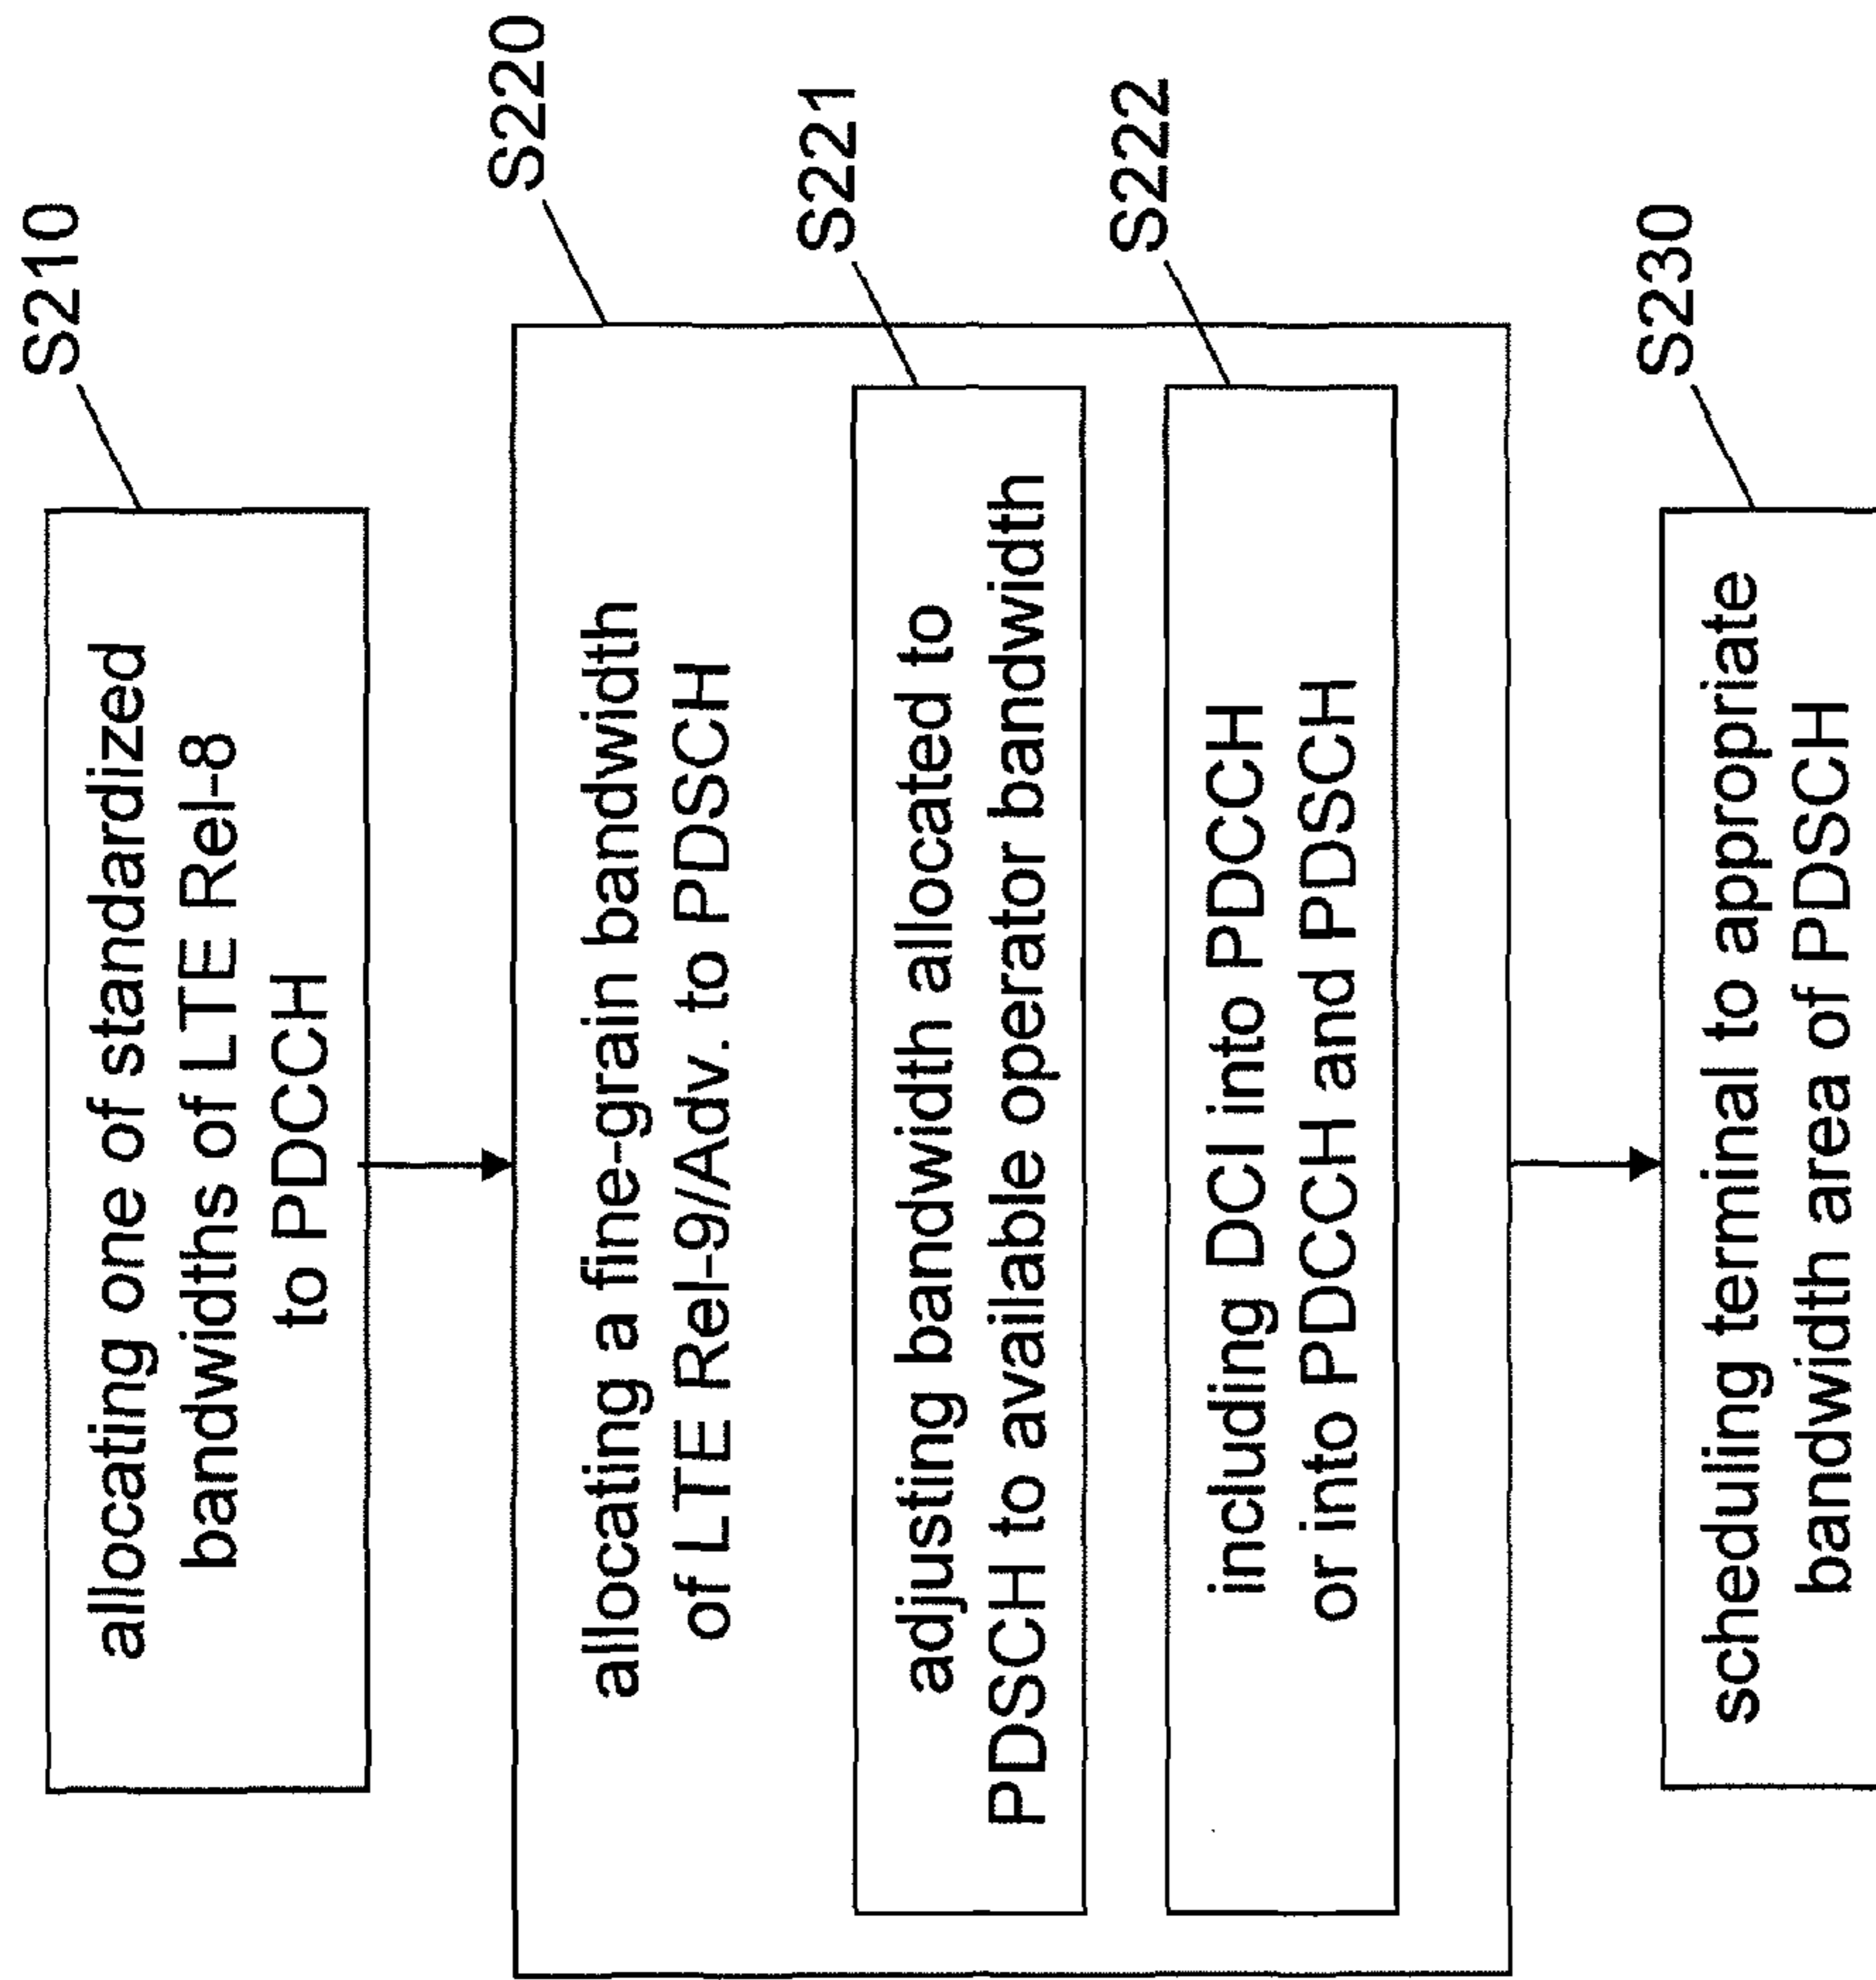 S210
allocating one of standardized
bandwidths of LTE Rel-8
to PDCCH
S220
allocating a fine-grain bandwidth
of LTE Rel-9/Adv. to PDSCH
S221
adjusting bandwidth allocated to
PDSCH to available operator bandwidth
S222
including DCI into PDCCH
or into PDCCH and PDSCH
S230
scheduling terminal to appropriate
bandwidth area of PDSCH